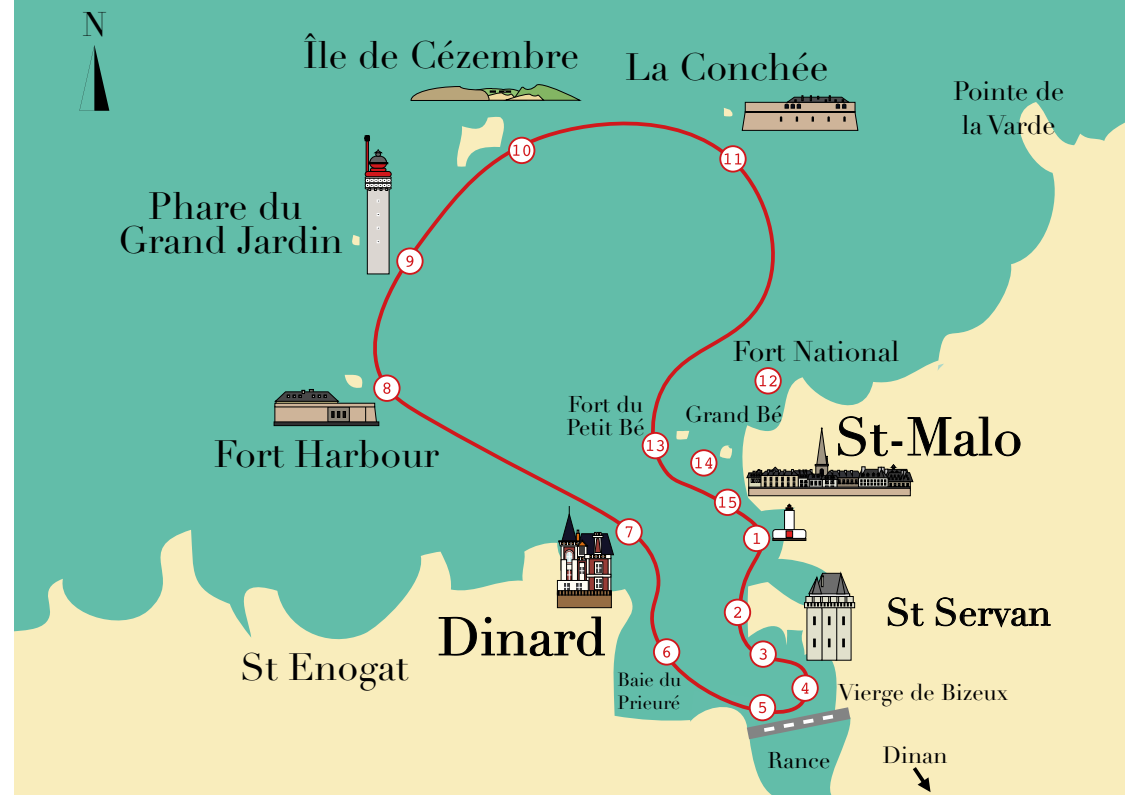 N
Île de Cézembre
La Conchée
Pointe de
la Varde
10
11
Phare du
Grand Jardin
9
Fort National
8
12
Fort du
Petit Bé
Grand Bé
St-Malo
13
Fort Harbour
14
15
7
1
2
St Servan
Dinard
St Enogat
6
3
Baie du
Prieuré
4
Vierge de Bizeux
5
Rance
Dinan